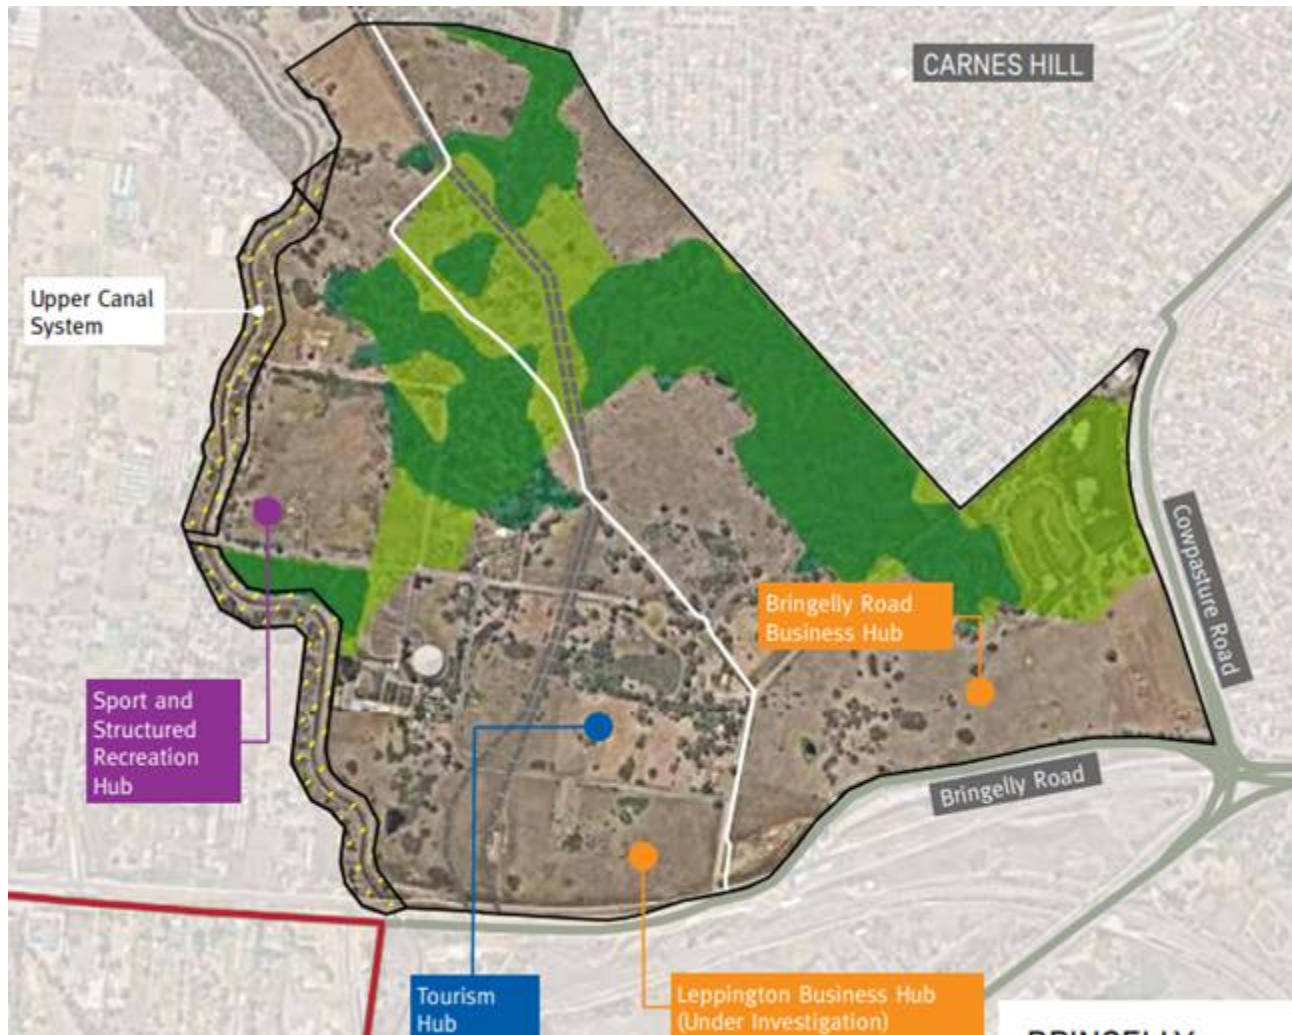 CARNES HILL
Upper Canal
System
Cowpasture Road
Bringelly Road
Business Hub
Sport and
Structured
Recreation
Hub
Bringelly Road
Tourism
Hub
Leppington Business Hub
(Under Investigation)